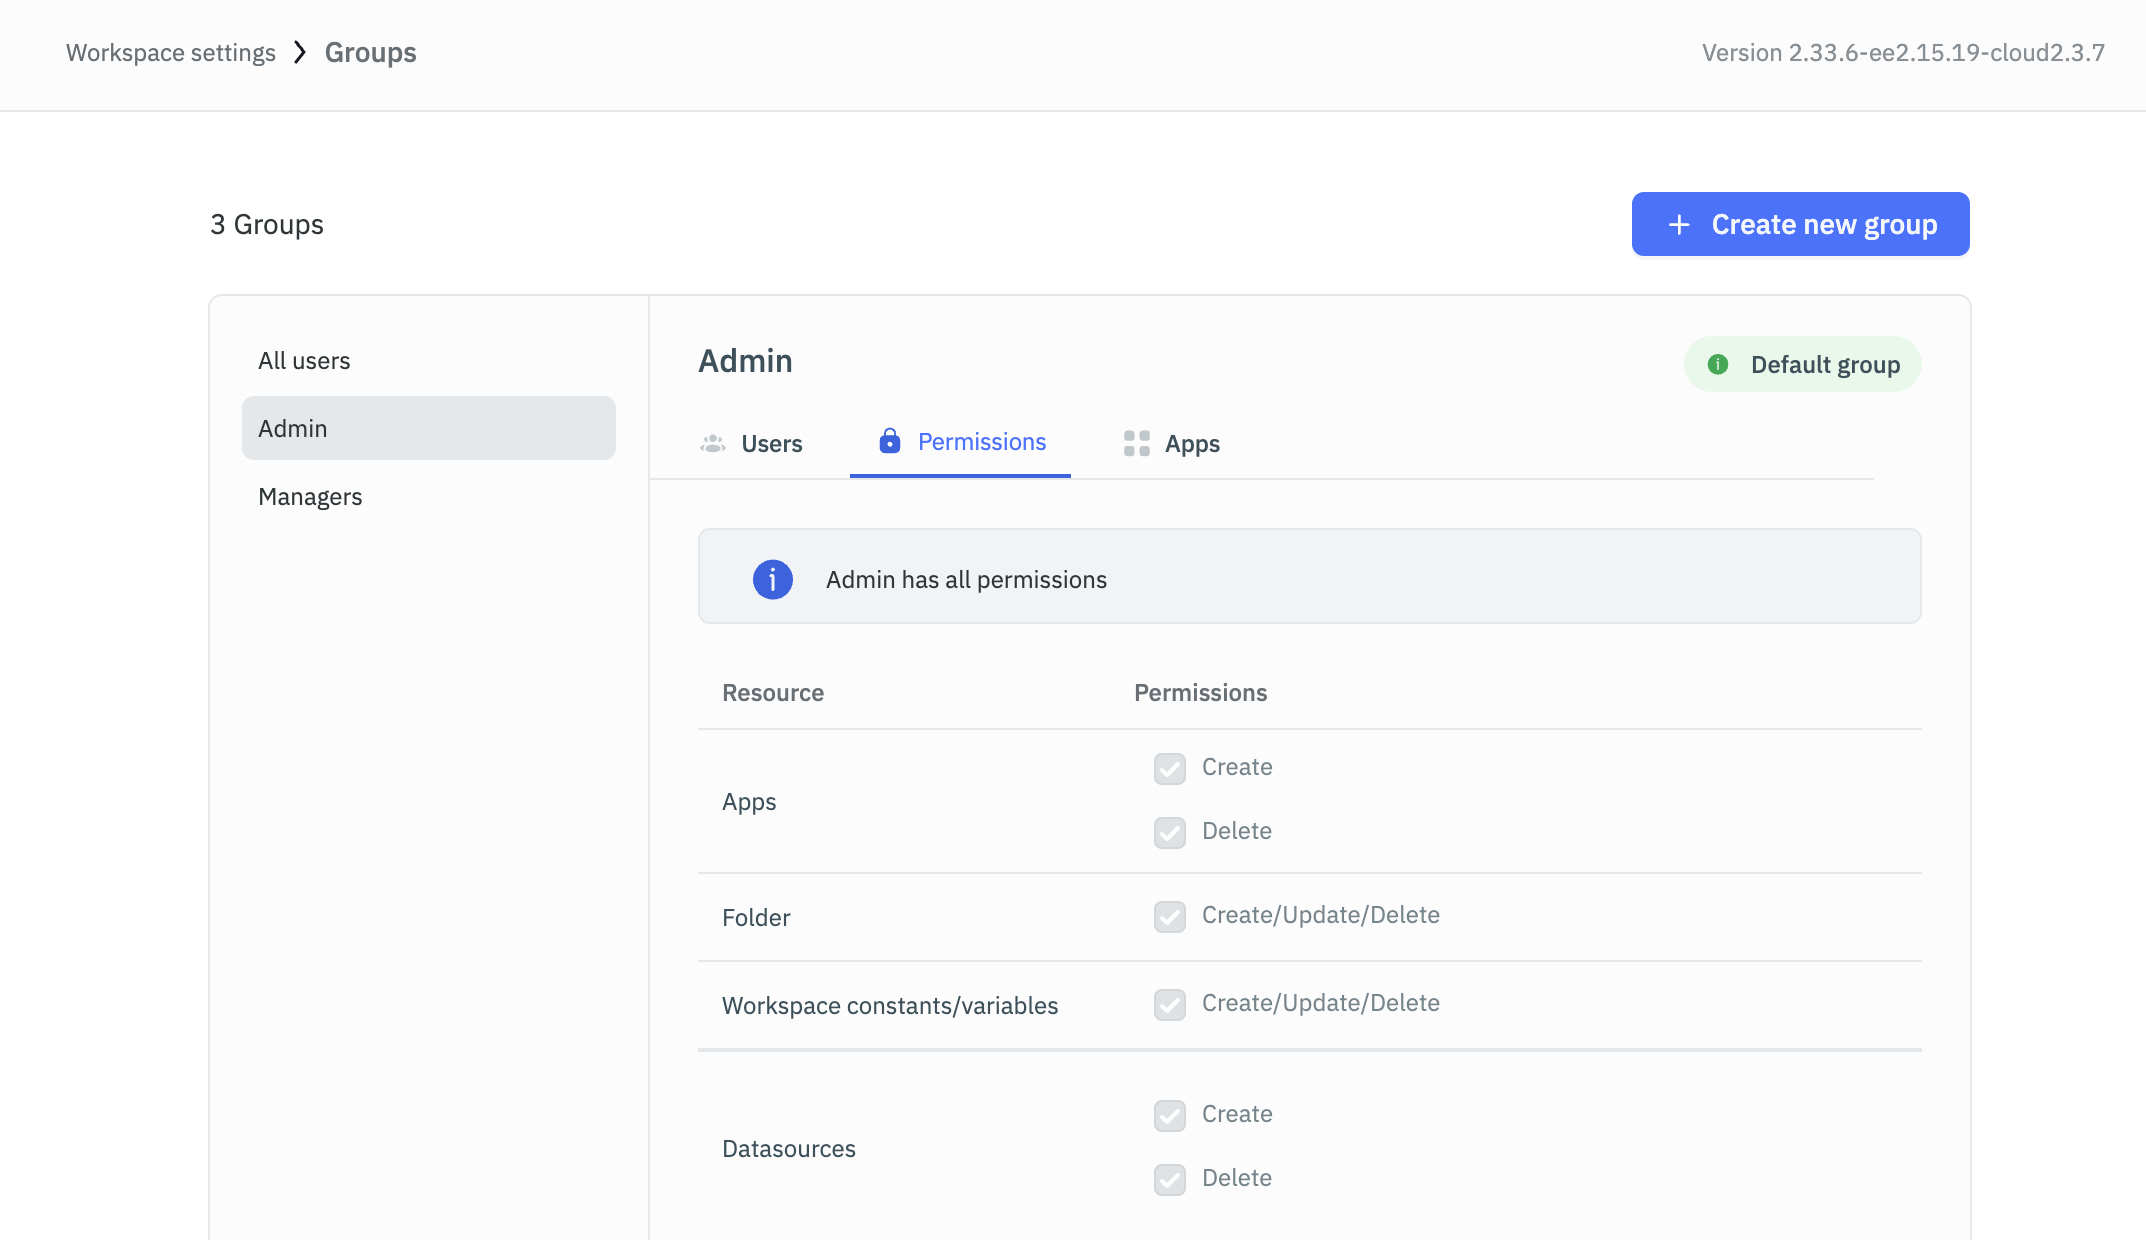 Workspace settings Groups
Version 2.33.6-ee2.15.19-cloud2.3.7
3 Groups
Create new group
All users
Admin
Managers
Admin
Default group
Users
Permissions
Apps
Admin has all permissions
Resource
Permissions
Apps
Create
Delete
Folder
Create/Update/Delete
Workspace constants/variables
Create/Update/Delete
Datasources
Create
Delete